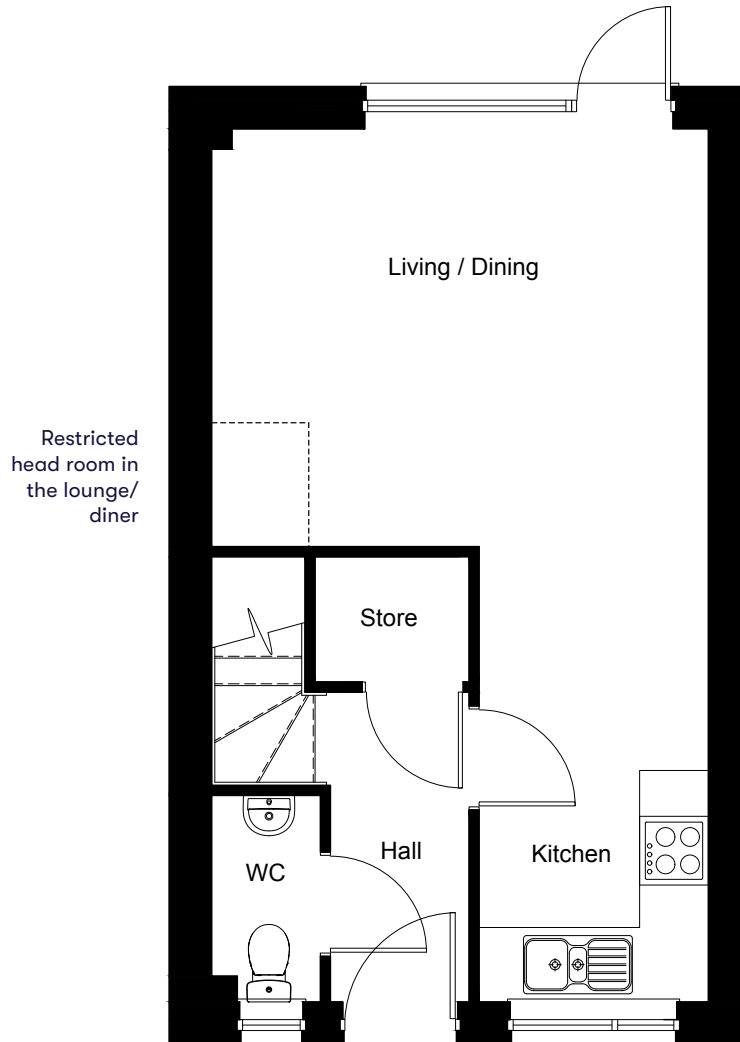 Living / Dining
Restricted
head room in
the lounge/
diner
Store
Hall
Kitchen
WC